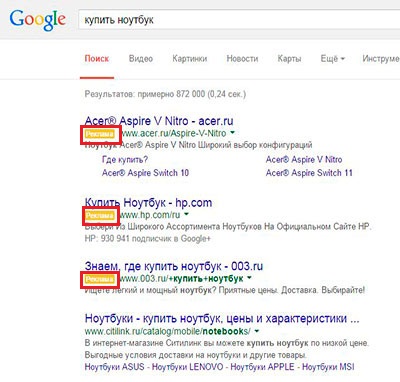 Google купить ноутбук
Поиск Видео Картинки Новости Карты Ещё Инструмен
Результатов: примерно 872 000 (0,24 сек.)
Acer® Aspire V Nitro - acer.ru
Реклама www.acer.ru/Aspire-V-Nitro
Ноутбук Acer® Aspire V Nitro Широкий выбор конфигураций
Где купить? Acer® Aspire V Nitro
Acer® Aspire Switch 10 Acer® Aspire Switch 11
Купить Ноутбук - hp.com
Реклама www.hp.com/ru
Выбери Из Широкого Ассортимента Ноутбуков На Официальном Сайте HP.
HP: 930 941 подписчик в Google+
Знаем, где купить ноутбук - 003.ru
Реклама www.003.ru/+купить+ноутбук
Ищете легкий и мощный ноутбук? Приятные цены. Доставка. Выбирайте!
Ноутбуки - купить ноутбук, цены и характеристики ...
www.citilink.ru/catalog/mobile/notebooks/
В интернет-магазине Ситилинк вы можете купить ноутбук по низкой цене.
Выгодные условия доставки на ноутбуки и другие товары.
Ноутбуки ASUS - Ноутбуки LENOVO - Ноутбуки APPLE - Ноутбуки MSI